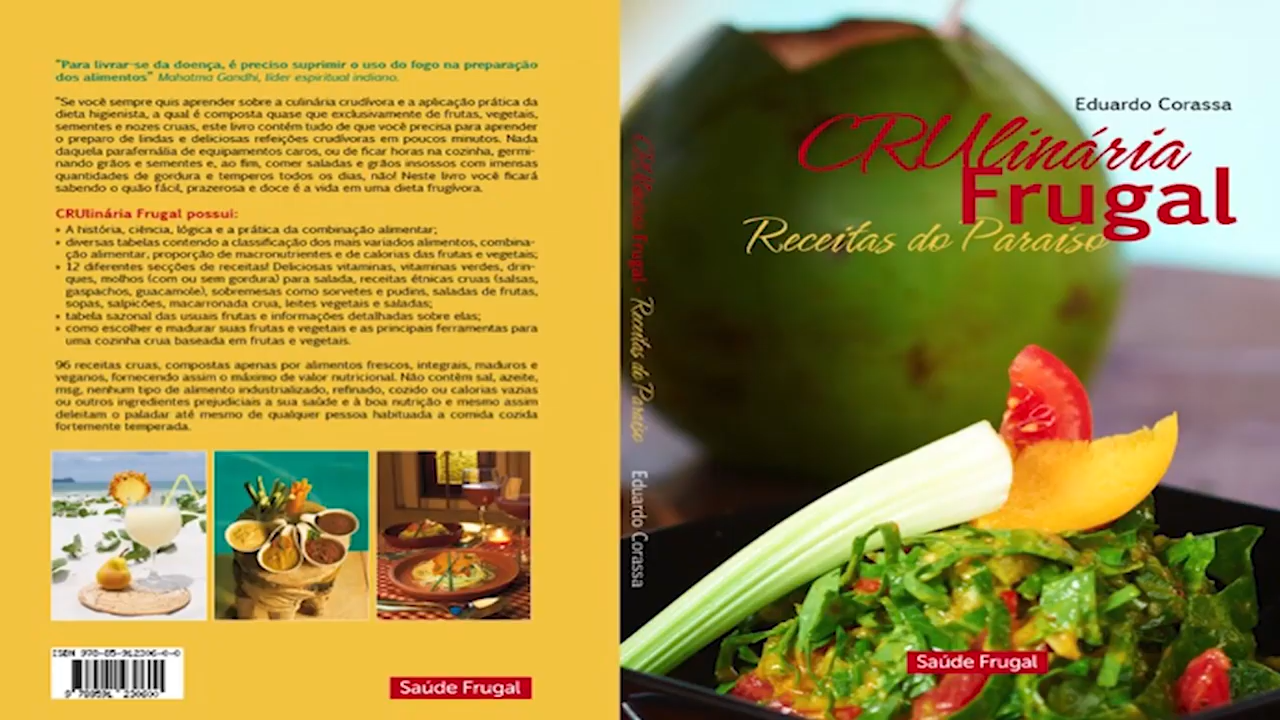 "Para livrar-se da doença, é preciso suprimir o uso do fogo na preparação
dos alimentos" Mahatma Gandhi, líder espiritual indiano.
"Se você sempre quis aprender sobre a culinária crudívora e a aplicação prática da
dieta higienista, a qual é composta quase que exclusivamente de frutas, vegetais,
sementes e nozes cruas, este livro contém tudo de que você precisa para aprender
o preparo de lindas e deliciosas refeições crudívoras em poucos minutos. Nada
daquela parafernália de equipamentos caros, ou de ficar horas na cozinha, germi-
nando grãos e sementes e, ao fim, comer saladas e grãos insossos com imensas
quantidades de gordura e temperos todos os dias, não! Neste livro você ficará
sabendo o quão fácil, prazerosa e doce é a vida em uma dieta frugívora.
CRUlinária Frugal possui:
» A história, ciência, lógica e a prática da combinação alimentar;
» diversas tabelas contendo a classificação dos mais variados alimentos, combina-
ção alimentar, proporção de macronutrientes e de calorias das frutas e vegetais;
» 12 diferentes secções de receitas! Deliciosas vitaminas, vitaminas verdes, drin-
ques, molhos (com ou sem gordura) para salada, receitas étnicas cruas (salsas,
gaspachos, guacamole), sobremesas como sorvetes e pudins, saladas de frutas,
sopas, salpicões, macarronada crua, leites vegetais e saladas;
» tabela sazonal das usuais frutas e informações detalhadas sobre elas;
» como escolher e madurar suas frutas e vegetais e as principais ferramentas para
uma cozinha crua baseada em frutas e vegetais.
96 receitas cruas, compostas apenas por alimentos frescos, integrais, maduros e
veganos, fornecendo assim o máximo de valor nutricional. Não contêm sal, azeite,
msg, nenhum tipo de alimento industrializado, refinado, cozido ou calorias vazias
ou outros ingredientes prejudiciais a sua saúde e à boa nutrição e mesmo assim
deleitam o paladar até mesmo de qualquer pessoa habituada a comida cozida
fortemente temperada.
ISBN 978-85-912306-0-0
9 788591 230600
Saúde Frugal
CRUlinária Frugal - Receitas do Paraíso Eduardo Corassa
Eduardo Corassa
CRUlinária
Frugal
Receitas do Paraíso
Saúde Frugal